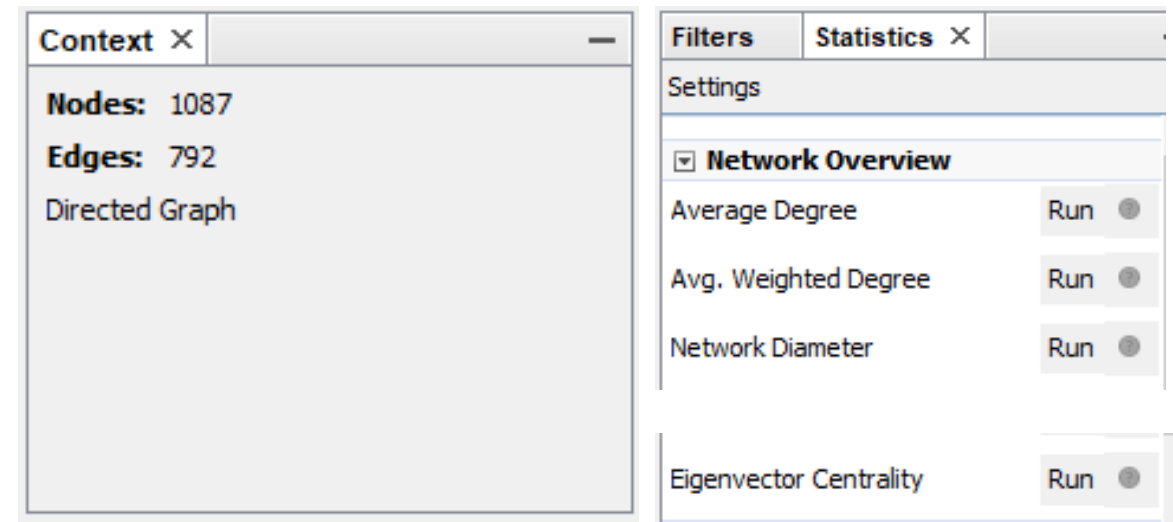 Context ×
Nodes: 1087
Edges: 792
Directed Graph
Filters Statistics ×
Settings
Network Overview
Average Degree Run
Avg. Weighted Degree Run
Network Diameter Run
Eigenvector Centrality Run